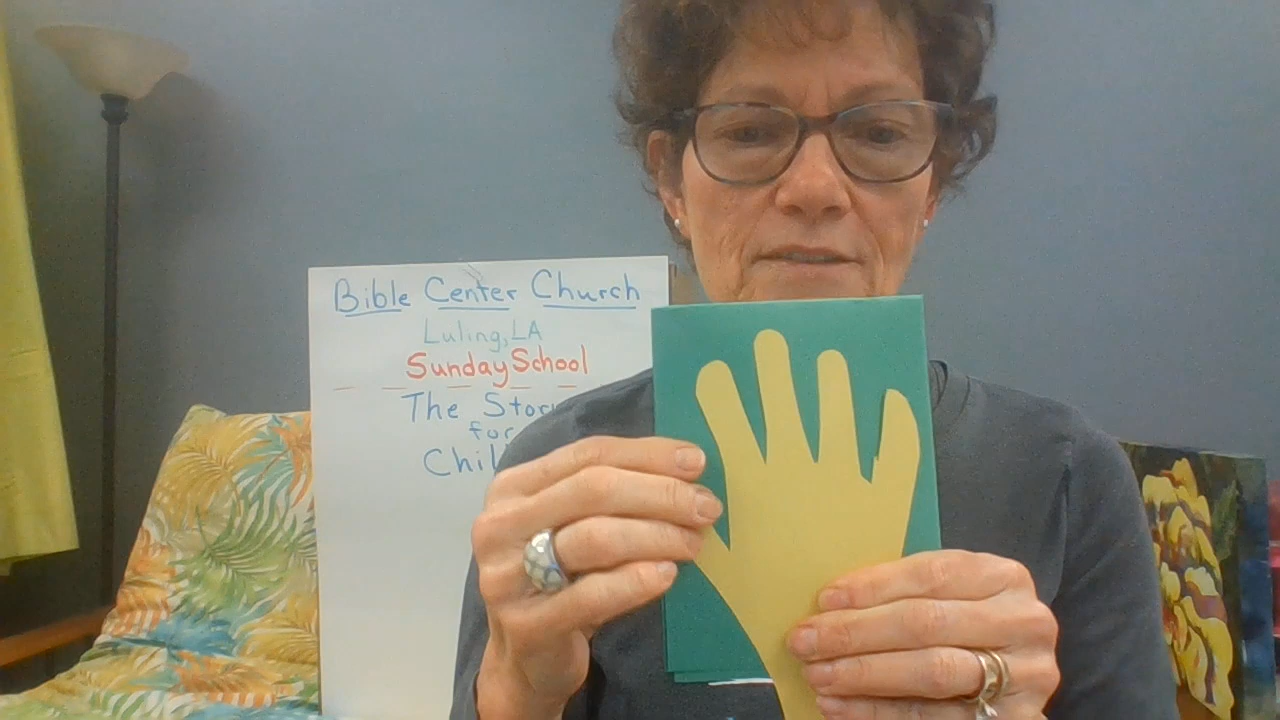 Bible Center Church
Luling, LA
Sunday School
The
for